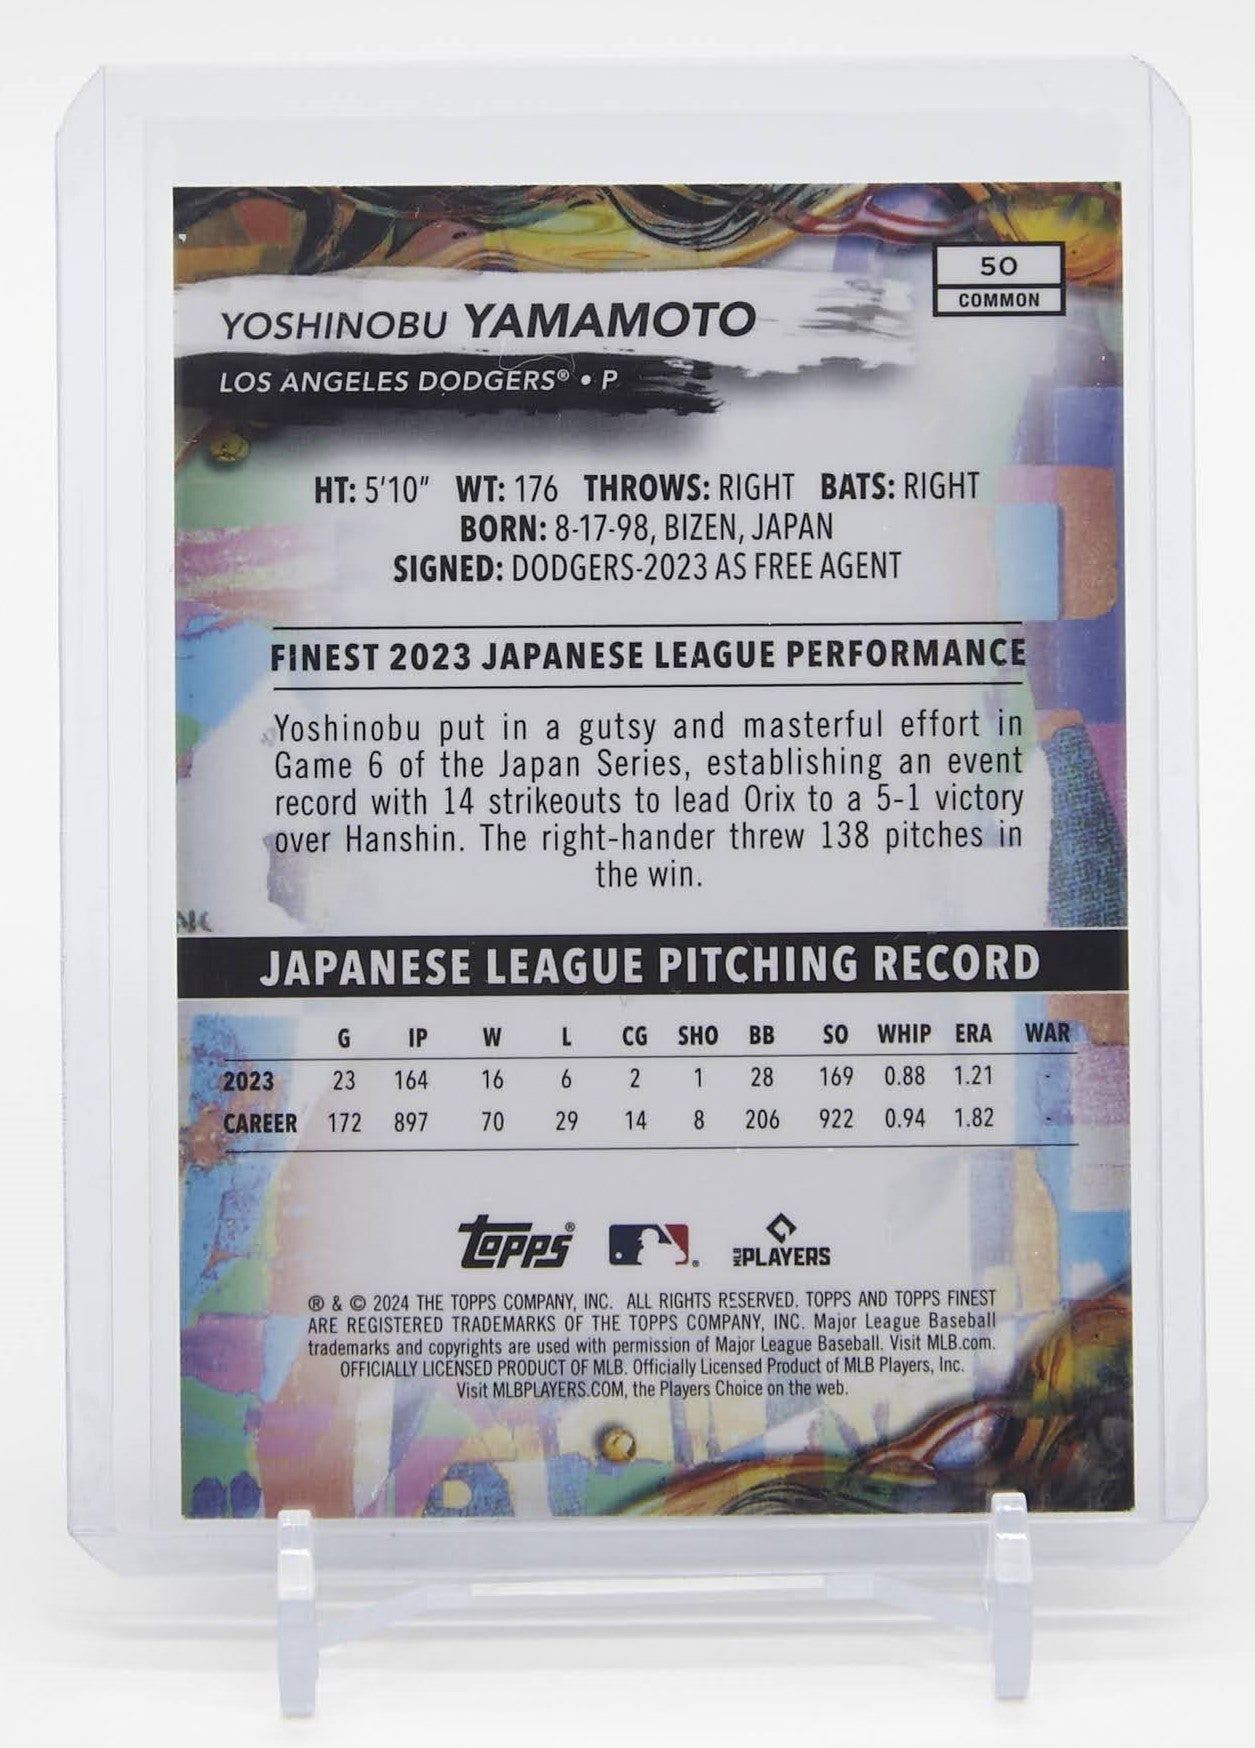 50
COMMON
YOSHINOBU YAMAMOTO
LOS ANGELES DODGERS® • P
HT: 5'10" WT: 176 THROWS: RIGHT BATS: RIGHT
BORN: 8-17-98, BIZEN, JAPAN
SIGNED: DODGERS-2023 AS FREE AGENT
FINEST 2023 JAPANESE LEAGUE PERFORMANCE
Yoshinobu put in a gutsy and masterful effort in
Game 6 of the Japan Series, establishing an event
record with 14 strikeouts to lead Orix to a 5-1 victory
over Hanshin. The right-hander threw 138 pitches in
the win.
JAPANESE LEAGUE PITCHING RECORD
G IP W L CG SHO BB SO WHIP ERA WAR
2023 23 164 16 6 2 1 28 169 0.88 1.21 -
CAREER 172 897 70 29 14 8 206 922 0.94 1.82 -
Topps® ® MLB PLAYERS
® & © 2024 THE TOPPS COMPANY, INC. ALL RIGHTS RESERVED. TOPPS AND TOPPS FINEST
ARE REGISTERED TRADEMARKS OF THE TOPPS COMPANY, INC. Major League Baseball
trademarks and copyrights are used with permission of Major League Baseball. Visit MLB.com.
OFFICIALLY LICENSED PRODUCT OF MLB. Officially Licensed Product of MLB Players, Inc.
Visit MLBPLAYERS.COM, the Players Choice on the web.